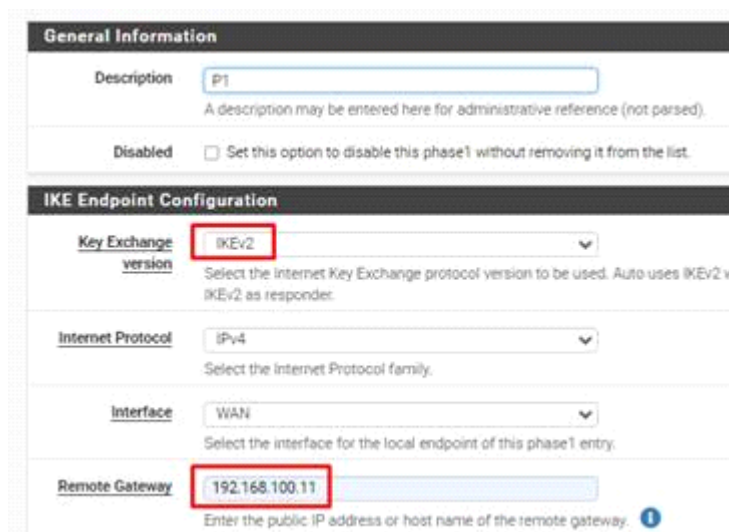 General Information
Description
P1
A description may be entered here for administrative reference (not parsed).
Disabled
Set this option to disable this phase1 without removing it from the list.
IKE Endpoint Configuration
Key Exchange version
IKEv2
Select the Internet Key Exchange protocol version to be used. Auto uses IKEv2
IKEv2 as responder.
Internet Protocol
IPv4
Select the Internet Protocol family.
Interface
WAN
Select the interface for the local endpoint of this phase1 entry.
Remote Gateway
192.168.100.11
Enter the public IP address or host name of the remote gateway.